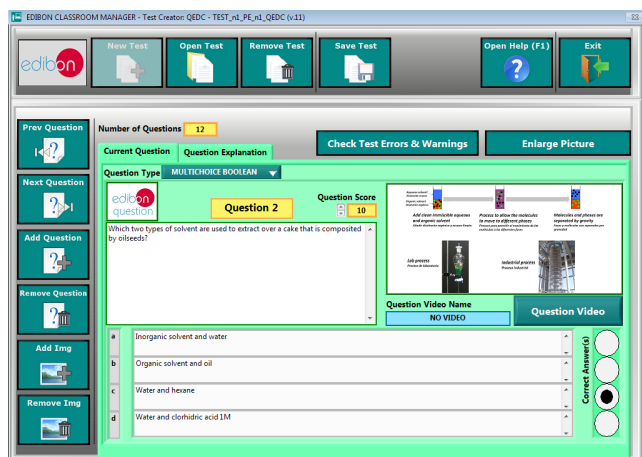 EDIBON CLASSROOM MANAGER - Test Creator: QEDC - TEST_n1_PE_n1_QEDC (v.11)
edibon
New Test
Open Test
Remove Test
Save Test
Open Help (F1)
Exit
Prev Question
Next Question
Add Question
Remove Question
Add Img
Remove Img
Number of Questions 12
Check Test Errors & Warnings
Enlarge Picture
Current Question
Question Explanation
Question Type MULTICHOICE BOOLEAN
edibon
question
Question 2
Question Score
10
Which two types of solvent are used to extract over a cake that is composited
by oilseeds?
Add clean inmiscible aqueous
and organic solvent
Process to allow the molecules
to move to different phases
Molecules and phases are
separated by gravity
Lab process
Proceso de laboratorio
Industrial process
Proceso industrial
Question Video Name
NO VIDEO
Question Video
a Inorganic solvent and water
b Organic solvent and oil
c Water and hexane
d Water and clorhidric acid 1M
Correct Answer(s)